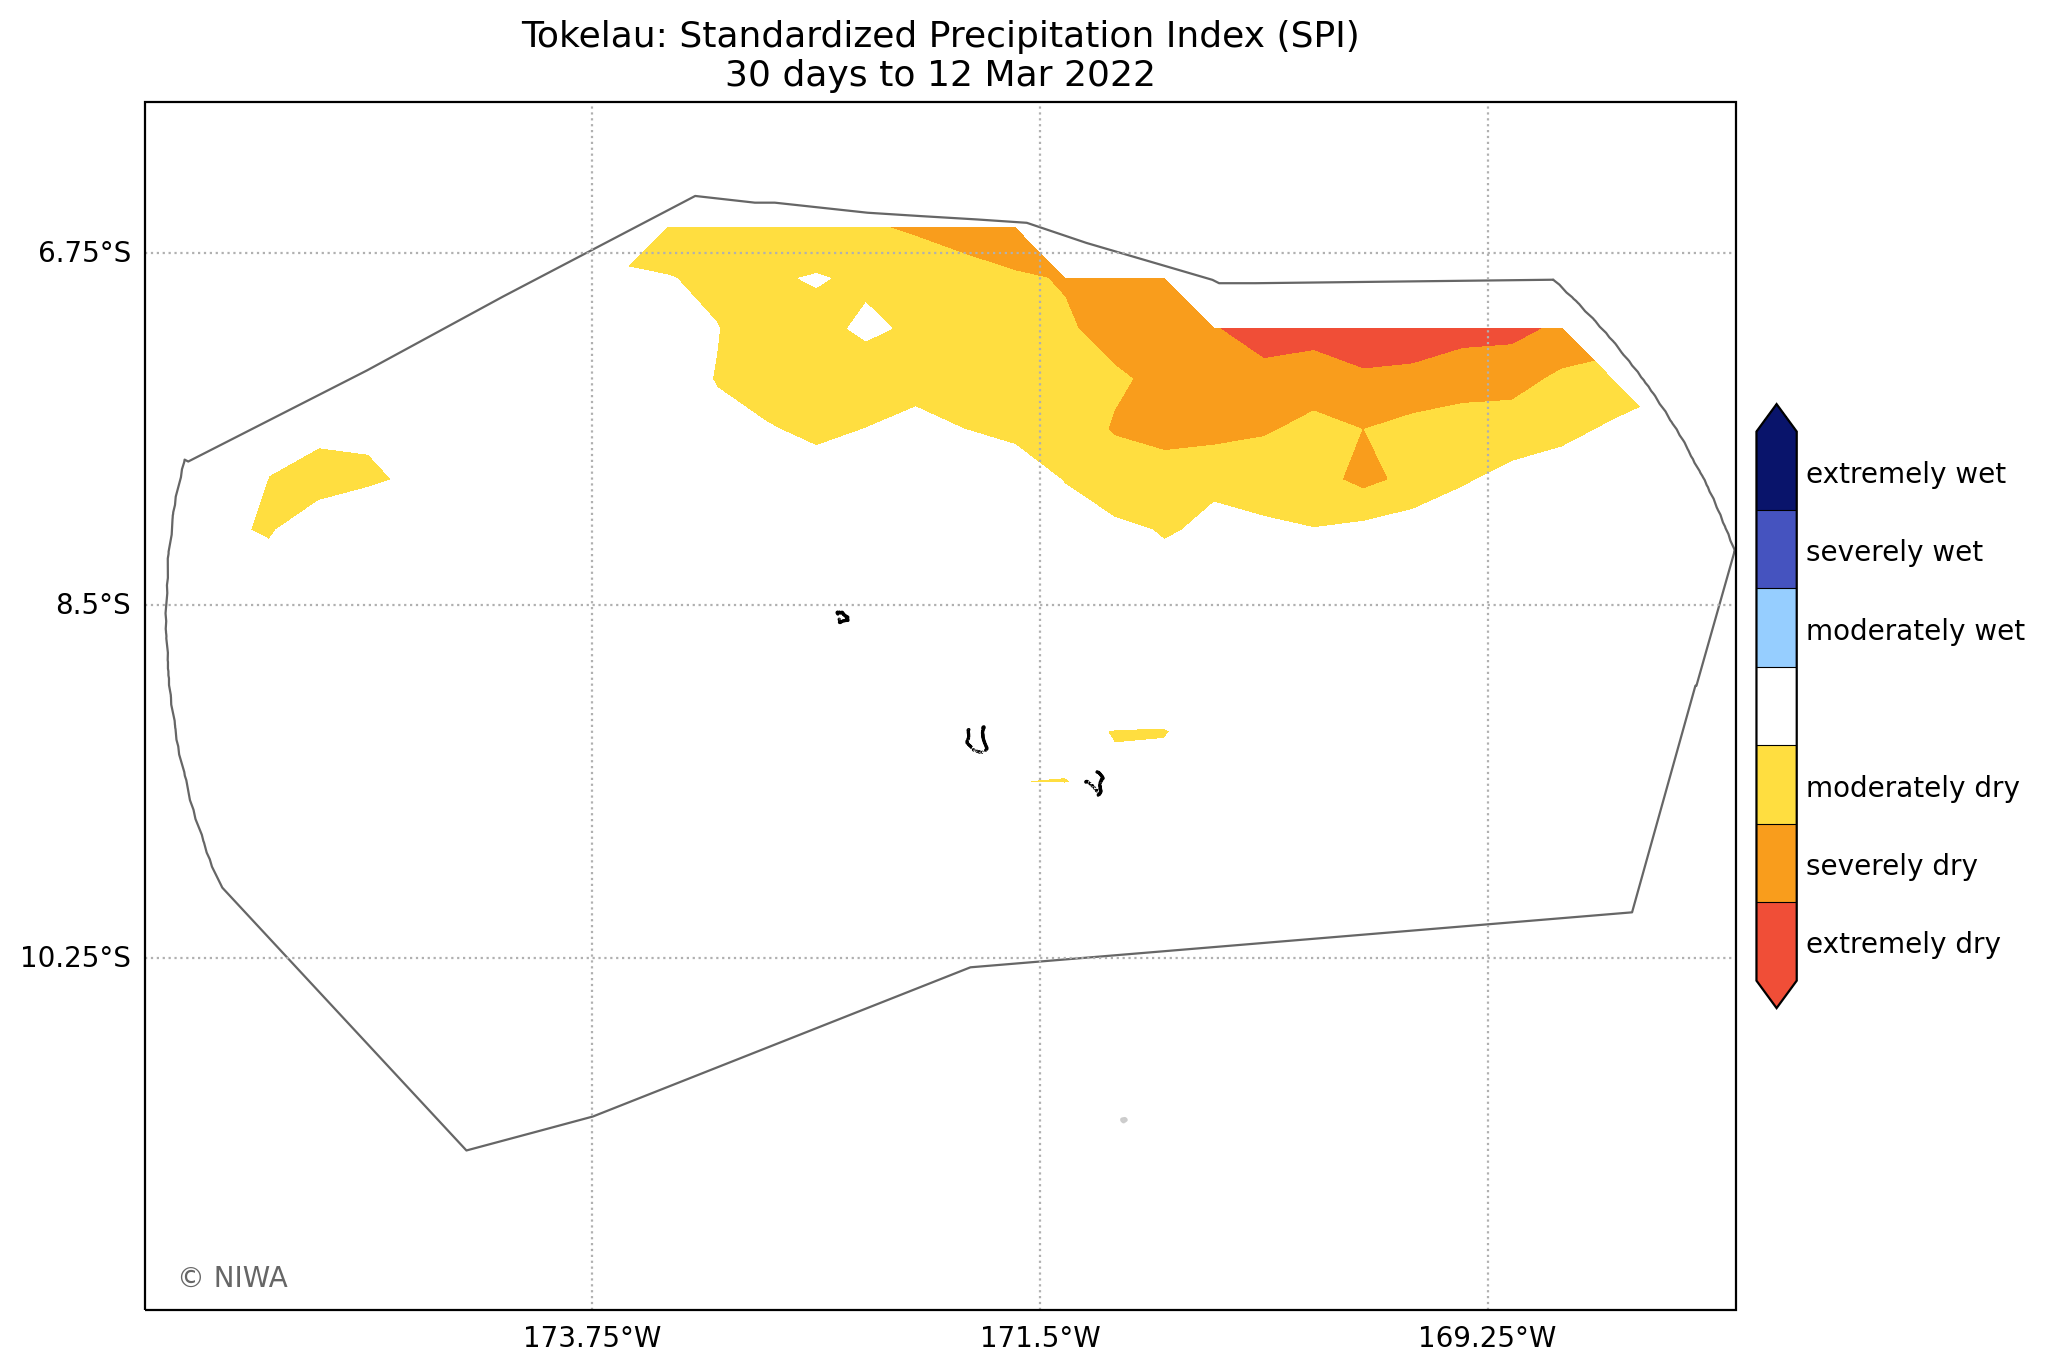 Tokelau: Standardized Precipitation Index (SPI)
30 days to 12 Mar 2022
6.75°S
8.5°S
10.25°S
173.75°W
171.5°W
169.25°W
extremely wet
severely wet
moderately wet
moderately dry
severely dry
extremely dry
© NIWA